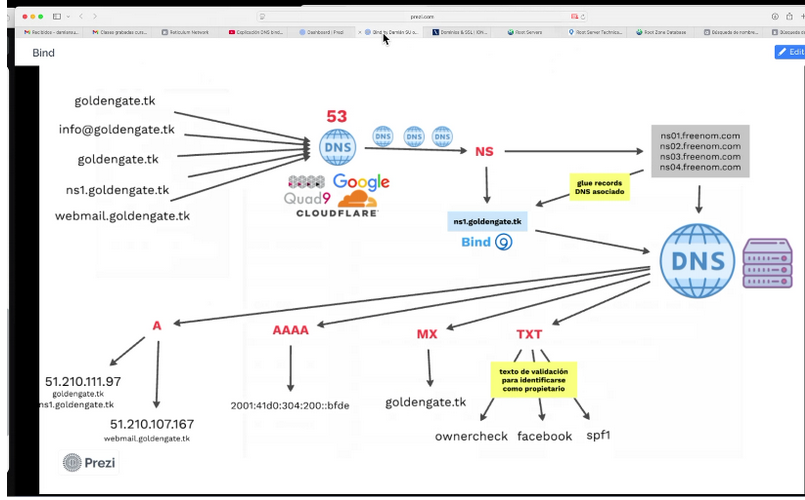 prezi.com
Recibidos - damiansu...
Clases grabadas curs...
Reticulum Network
Explicación DNS bind...
Dashboard | Prezi
Bind by Damián SU o...
Dominios & SSL | 10H...
Root Servers
Root Server Technica...
Root Zone Database
Búsqueda de nombre...
Bind
Edit
goldengate.tk
info@goldengate.tk
goldengate.tk
ns1.goldengate.tk
webmail.goldengate.tk
53
DNS
DNS
DNS
DNS
Quad9
Google
CLOUDFLARE
NS
ns01.freenom.com
ns02.freenom.com
ns03.freenom.com
ns04.freenom.com
glue records
DNS asociado
ns1.goldengate.tk
Bind 9
DNS
A
AAAA
MX
TXT
51.210.111.97
goldengate.tk
ns1.goldengate.tk
51.210.107.167
webmail.goldengate.tk
2001:41d0:304:200::bfde
goldengate.tk
texto de validación
para identificarse
como propietario
ownercheck
facebook
spf1
Prezi